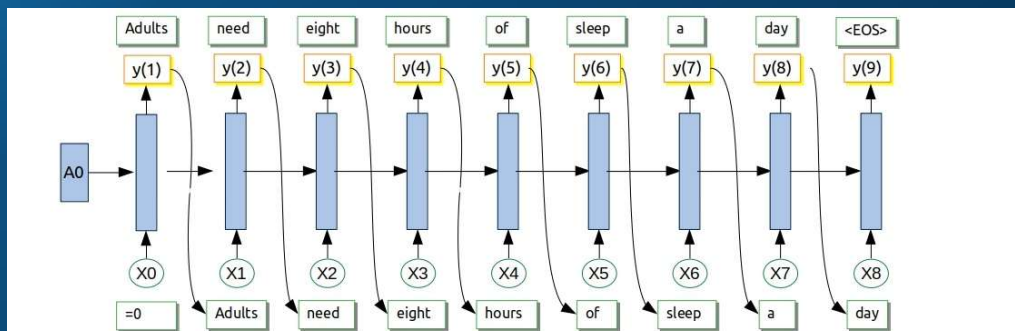 Adults need eight hours of sleep a day <EOS>
y(1) y(2) y(3) y(4) y(5) y(6) y(7) y(8) y(9)
A0
X0 X1 X2 X3 X4 X5 X6 X7 X8
=0 Adults need eight hours of sleep a day